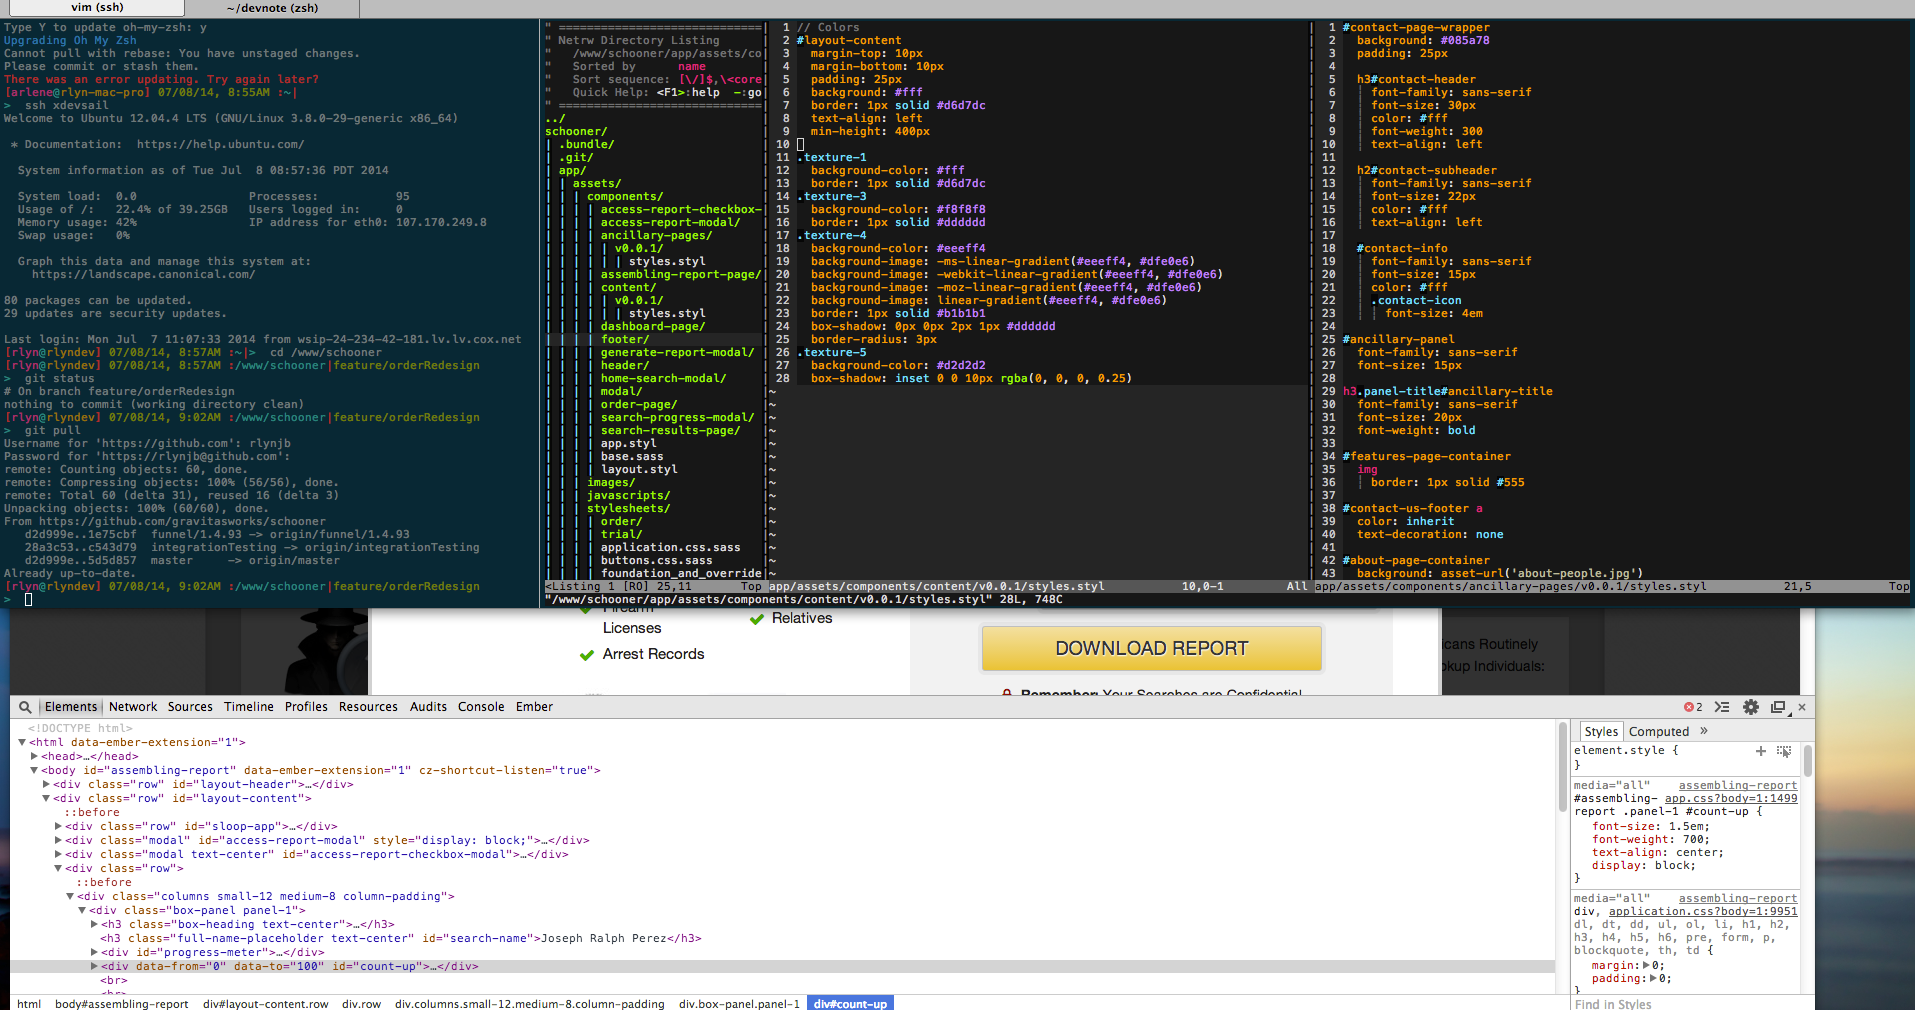 vim (ssh)
~/devnote (zsh)
Type Y to update oh-my-zsh: y
Upgrading Oh My Zsh
Cannot pull with rebase: You have unstaged changes.
Please commit or stash them.
There was an error updating. Try again later?
[arlene@rlyn-mac-pro] 07/08/14, 8:55AM :~|
> ssh xdevsail
Welcome to Ubuntu 12.04.4 LTS (GNU/Linux 3.8.0-29-generic x86_64)
* Documentation: https://help.ubuntu.com/
System information as of Tue Jul 8 08:57:36 PDT 2014
System load: 0.0 Processes: 95
Usage of /: 22.4% of 39.25GB Users logged in: 0
Memory usage: 42% IP address for eth0: 107.170.249.8
Swap usage: 0%
Graph this data and manage this system at:
https://landscape.canonical.com/
80 packages can be updated.
29 updates are security updates.
Last login: Mon Jul 7 11:07:33 2014 from wsip-24-234-42-181.lv.lv.cox.net
[rlyn@rlyndev] 07/08/14, 8:57AM :~|> cd /www/schooner
[rlyn@rlyndev] 07/08/14, 8:57AM :/www/schooner|feature/orderRedesign
> git status
# On branch feature/orderRedesign
nothing to commit (working directory clean)
[rlyn@rlyndev] 07/08/14, 9:02AM :/www/schooner|feature/orderRedesign
> git pull
Username for 'https://github.com': rlynjb
Password for 'https://rlynjb@github.com':
remote: Counting objects: 60, done.
remote: Compressing objects: 100% (56/56), done.
remote: Total 60 (delta 31), reused 16 (delta 3)
Unpacking objects: 100% (60/60), done.
From https://github.com/gravitasworks/schooner
d2d999e..1e75cbf funnel/1.4.93 -> origin/funnel/1.4.93
28a3c53..c543d79 integrationTesting -> origin/integrationTesting
d2d999e..5d5d857 master -> origin/master
Already up-to-date.
[rlyn@rlyndev] 07/08/14, 9:02AM :/www/schooner|feature/orderRedesign
>
" =============================
" Netrw Directory Listing
" /www/schooner/app/assets/co
" Sorted by name
" Sort sequence: [\/]$,\<core
" Quick Help: <F1>:help -:go
" =============================
../
schooner/
| .bundle/
| .git/
| app/
| | assets/
| | | components/
| | | | access-report-checkbox-
| | | | access-report-modal/
| | | | ancillary-pages/
| | | | | v0.0.1/
| | | | | | styles.styl
| | | | assembling-report-page/
| | | | content/
| | | | | v0.0.1/
| | | | | | styles.styl
| | | | dashboard-page/
| | | | footer/
| | | | generate-report-modal/
| | | | header/
| | | | home-search-modal/
| | | | modal/
| | | | order-page/
| | | | search-progress-modal/
| | | | search-results-page/
| | | | app.styl
| | | | base.sass
| | | | layout.styl
| | | images/
| | | javascripts/
| | | stylesheets/
| | | | order/
| | | | trial/
| | | | application.css.sass
| | | | buttons.css.sass
| | | | foundation_and_override
<Listing 1 [RO] 25,11 Top
1 // Colors
2 #layout-content
3 margin-top: 10px
4 margin-bottom: 10px
5 padding: 25px
6 background: #fff
7 border: 1px solid #d6d7dc
8 text-align: left
9 min-height: 400px
10
11 .texture-1
12 background-color: #fff
13 border: 1px solid #d6d7dc
14 .texture-3
15 background-color: #f8f8f8
16 border: 1px solid #dddddd
17 .texture-4
18 background-color: #eeeff4
19 background-image: -ms-linear-gradient(#eeeff4, #dfe0e6)
20 background-image: -webkit-linear-gradient(#eeeff4, #dfe0e6)
21 background-image: -moz-linear-gradient(#eeeff4, #dfe0e6)
22 background-image: linear-gradient(#eeeff4, #dfe0e6)
23 border: 1px solid #b1b1b1
24 box-shadow: 0px 0px 2px 1px #dddddd
25 border-radius: 3px
26 .texture-5
27 background-color: #d2d2d2
28 box-shadow: inset 0 0 10px rgba(0, 0, 0, 0.25)
app/assets/components/content/v0.0.1/styles.styl 10,0-1 All
1 #contact-page-wrapper
2 background: #085a78
3 padding: 25px
4
5 h3#contact-header
6 font-family: sans-serif
7 font-size: 30px
8 color: #fff
9 font-weight: 300
10 text-align: left
11
12 h2#contact-subheader
13 font-family: sans-serif
14 font-size: 22px
15 color: #fff
16 text-align: left
17
18 #contact-info
19 font-family: sans-serif
20 font-size: 15px
21 color: #fff
22 .contact-icon
23 font-size: 4em
24
25 #ancillary-panel
26 font-family: sans-serif
27 font-size: 15px
28
29 h3.panel-title#ancillary-title
30 font-family: sans-serif
31 font-size: 20px
32 font-weight: bold
33
34 #features-page-container
35 img
36 border: 1px solid #555
37
38 #contact-us-footer a
39 color: inherit
40 text-decoration: none
41
42 #about-page-container
43 background: asset-url('about-people.jpg')
app/assets/components/ancillary-pages/v0.0.1/styles.styl 21,5 Top
"/www/schooner/app/assets/components/content/v0.0.1/styles.styl" 28L, 748C
Firearm
Licenses
Arrest Records
Relatives
DOWNLOAD REPORT
Remember: Your Searches are Confidential
icans Routinely
okup Individuals:
Elements Network Sources Timeline Profiles Resources Audits Console Ember
2
<!DOCTYPE html>
<html data-ember-extension="1">
<head>…</head>
<body id="assembling-report" data-ember-extension="1" cz-shortcut-listen="true">
<div class="row" id="layout-header">…</div>
<div class="row" id="layout-content">
::before
<div class="row" id="sloop-app">…</div>
<div class="modal" id="access-report-modal" style="display: block;">…</div>
<div class="modal text-center" id="access-report-checkbox-modal">…</div>
<div class="row">
::before
<div class="columns small-12 medium-8 column-padding">
<div class="box-panel panel-1">
<h3 class="box-heading text-center">…</h3>
<h3 class="full-name-placeholder text-center" id="search-name">Joseph Ralph Perez</h3>
<div id="progress-meter">…</div>
<div data-from="0" data-to="100" id="count-up">…</div>
<br>
<br>
html body#assembling-report div#layout-content.row div.row div.columns.small-12.medium-8.column-padding div.box-panel.panel-1 div#count-up
Styles Computed »
element.style {
}
media="all" assembling-report
#assembling- app.css?body=1:1499
report .panel-1 #count-up {
font-size: 1.5em;
font-weight: 700;
text-align: center;
display: block;
}
media="all" assembling-report
div, application.css?body=1:9951
dl, dt, dd, ul, ol, li, h1, h2,
h3, h4, h5, h6, pre, form, p,
blockquote, th, td {
margin: 0;
padding: 0;
}
Find in Styles